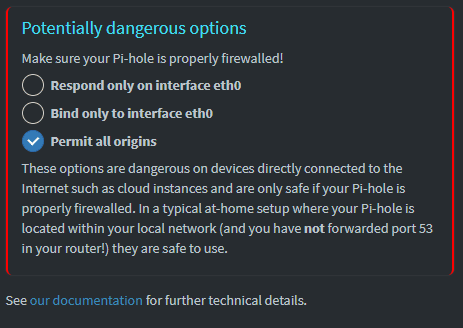 Potentially dangerous options
Make sure your Pi-hole is properly firewalled!
Respond only on interface eth0
Bind only to interface eth0
Permit all origins
These options are dangerous on devices directly connected to the
Internet such as cloud instances and are only safe if your Pi-hole is
properly firewalled. In a typical at-home setup where your Pi-hole is
located within your local network (and you have not forwarded port 53
in your router!) they are safe to use.
See our documentation for further technical details.